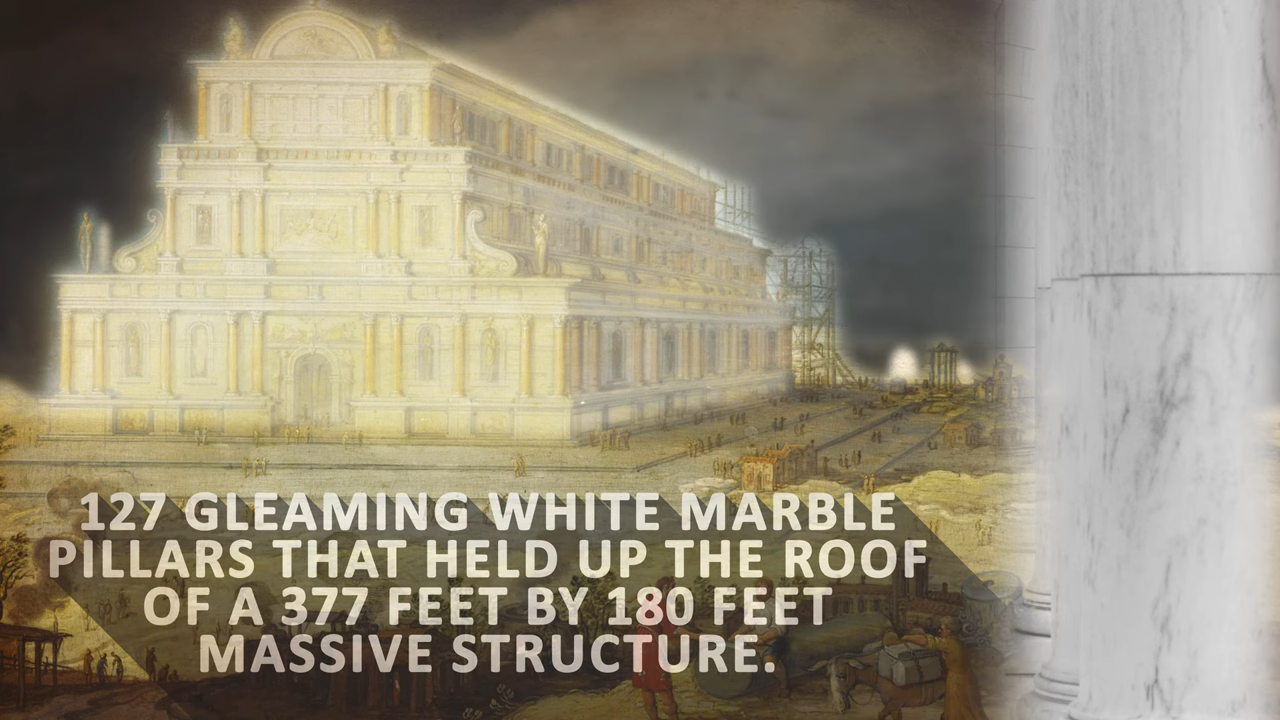 127 GLEAMING WHITE MARBLE
PILLARS THAT HELD UP THE ROOF
OF A 377 FEET BY 180 FEET
MASSIVE STRUCTURE.